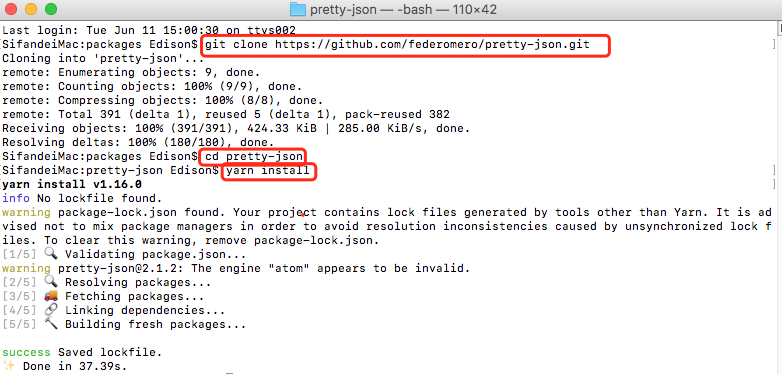 pretty-json — -bash — 110×42
Last login: Tue Jun 11 15:00:30 on ttys002
[SifandeiMac:packages Edison$ git clone https://github.com/federomero/pretty-json.git ]
Cloning into 'pretty-json'...
remote: Enumerating objects: 9, done.
remote: Counting objects: 100% (9/9), done.
remote: Compressing objects: 100% (8/8), done.
remote: Total 391 (delta 1), reused 5 (delta 1), pack-reused 382
Receiving objects: 100% (391/391), 424.33 KiB | 285.00 KiB/s, done.
Resolving deltas: 100% (180/180), done.
[SifandeiMac:packages Edison$ cd pretty-json ]
[SifandeiMac:pretty-json Edison$ yarn install ]
yarn install v1.16.0
info No lockfile found.
warning package-lock.json found. Your project contains lock files generated by tools other than Yarn. It is ad
vised not to mix package managers in order to avoid resolution inconsistencies caused by unsynchronized lock f
iles. To clear this warning, remove package-lock.json.
[1/5] 🔍 Validating package.json...
warning pretty-json@2.1.2: The engine "atom" appears to be invalid.
[2/5] 🔍 Resolving packages...
[3/5] 🚚 Fetching packages...
[4/5] 🔗 Linking dependencies...
[5/5] 🔨 Building fresh packages...
success Saved lockfile.
✨ Done in 37.39s.